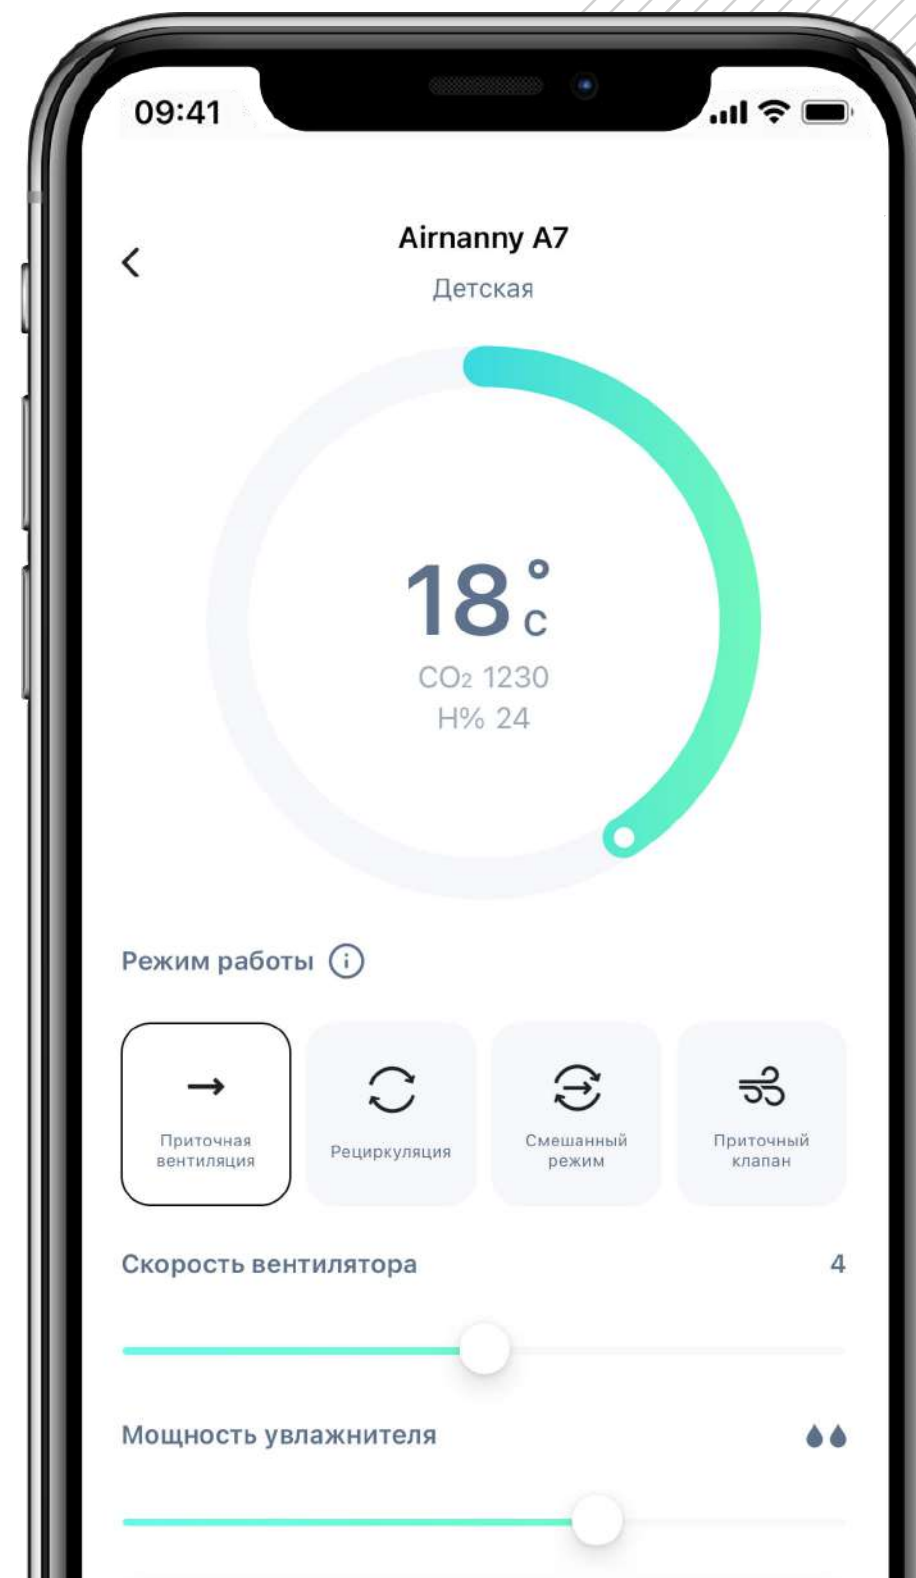 09:41
Airnanny A7
Детская
18°C
CO₂ 1230
H% 24
Режим работы
Приточная
вентиляция
Рециркуляция
Смешанный
режим
Приточный
клапан
Скорость вентилятора 4
Мощность увлажнителя